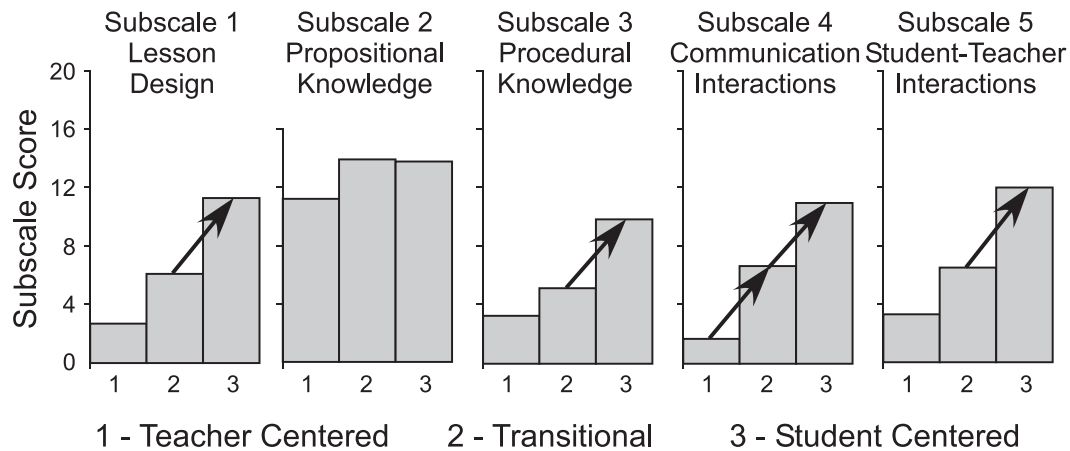 Subscale 1
Lesson
Design
Subscale 2
Propositional
Knowledge
Subscale 3
Procedural
Knowledge
Subscale 4
Communication
Interactions
Subscale 5
Student-Teacher
Interactions
Subscale Score
20
16
12
8
4
0
1 2 3
1 2 3
1 2 3
1 2 3
1 2 3
1 - Teacher Centered
2 - Transitional
3 - Student Centered